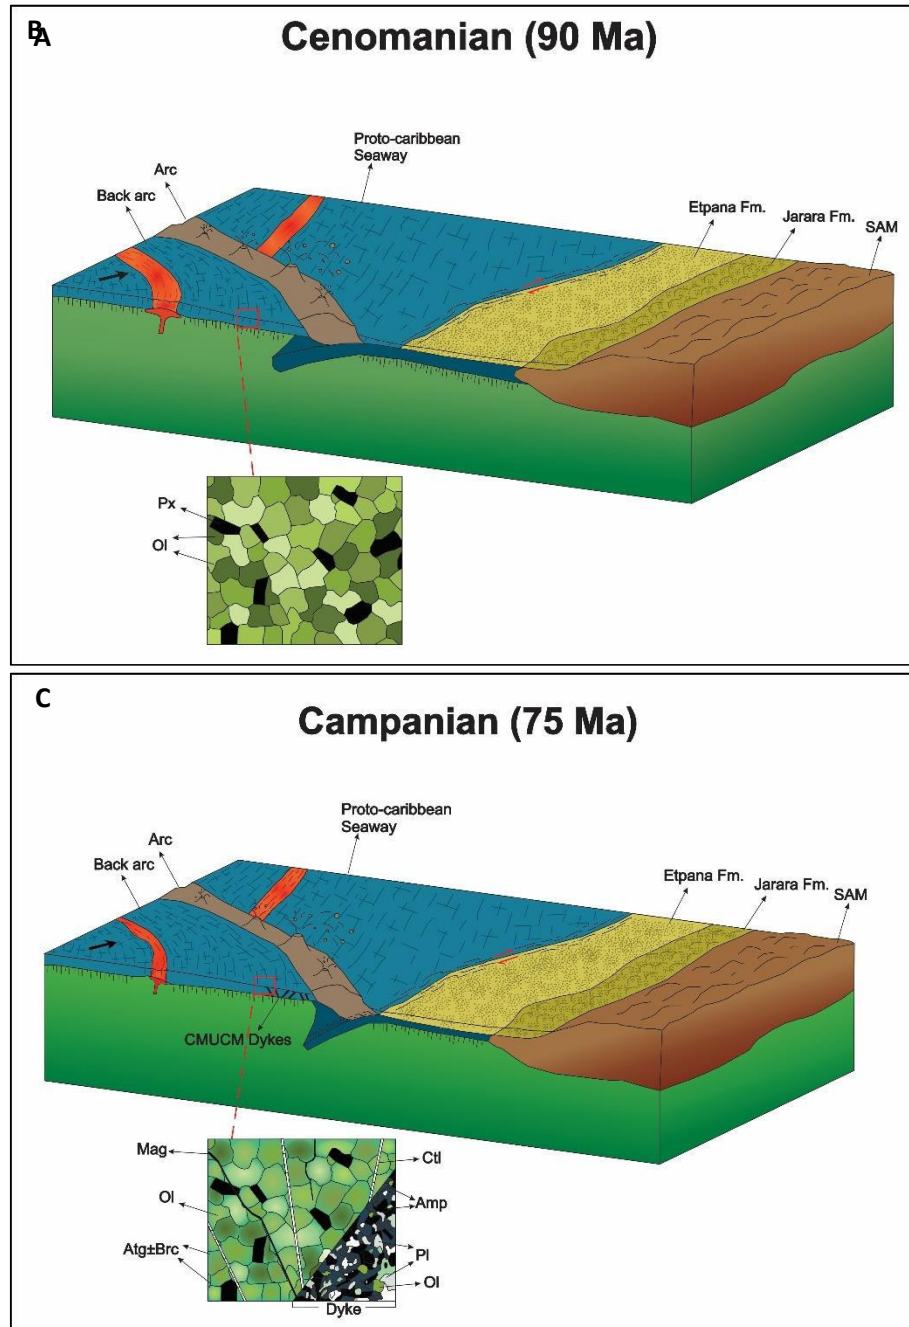 B
A
Cenomanian (90 Ma)
Proto-caribbean
Seaway
Arc
Back arc
Etpana Fm.
Jarara Fm.
SAM
Px
Ol
C
Campanian (75 Ma)
Proto-caribbean
Seaway
Arc
Back arc
Etpana Fm.
Jarara Fm.
SAM
CMUCM Dykes
Mag
Ol
Atg±Brc
Ctl
Amp
Pl
Ol
Dyke